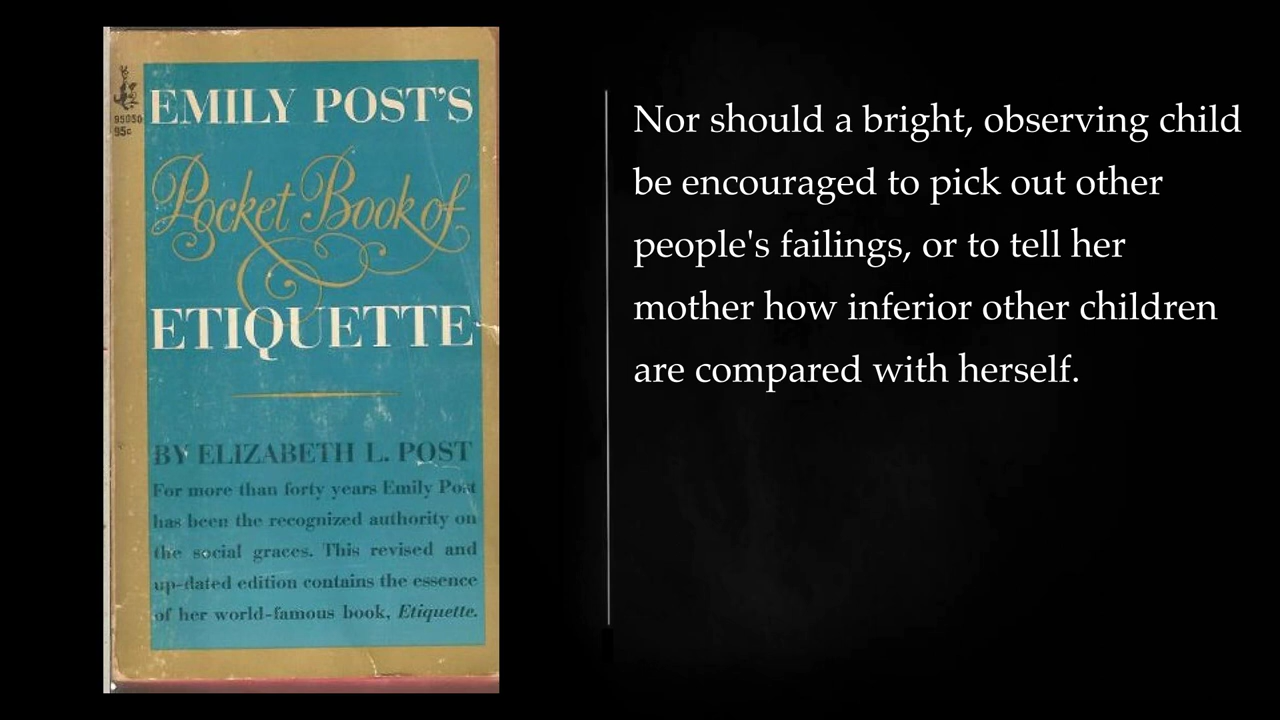 95050
95c
EMILY POST'S
Pocket Book of
ETIQUETTE
BY ELIZABETH L. POST
For more than forty years Emily Post
has been the recognized authority on
the social graces. This revised and
up-dated edition contains the essence
of her world-famous book, Etiquette.
Nor should a bright, observing child
be encouraged to pick out other
people's failings, or to tell her
mother how inferior other children
are compared with herself.